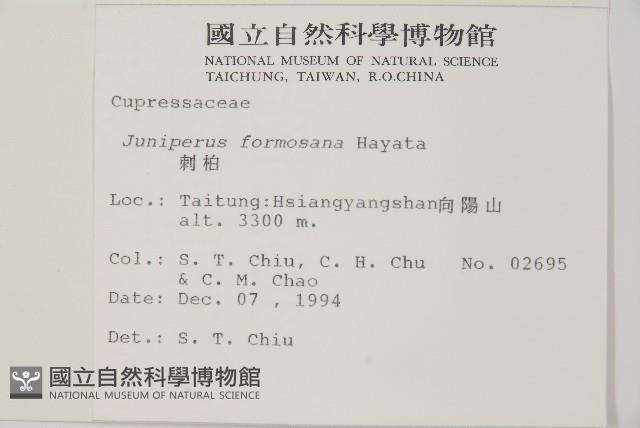 國立自然科學博物館
NATIONAL MUSEUM OF NATURAL SCIENCE
TAICHUNG, TAIWAN, R.O.CHINA
Cupressaceae
Juniperus formosana Hayata
刺柏
Loc.: Taitung:Hsiangyangshan向陽山
alt. 3300 m.
Col.: S. T. Chiu, C. H. Chu No. 02695
& C. M. Chao
Date: Dec. 07 , 1994
Det.: S. T. Chiu
國立自然科學博物館
NATIONAL MUSEUM OF NATURAL SCIENCE